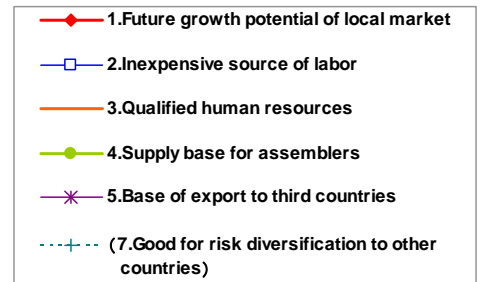 1.Future growth potential of local market
2.Inexpensive source of labor
3.Qualified human resources
4.Supply base for assemblers
5.Base of export to third countries
(7.Good for risk diversification to other
countries)